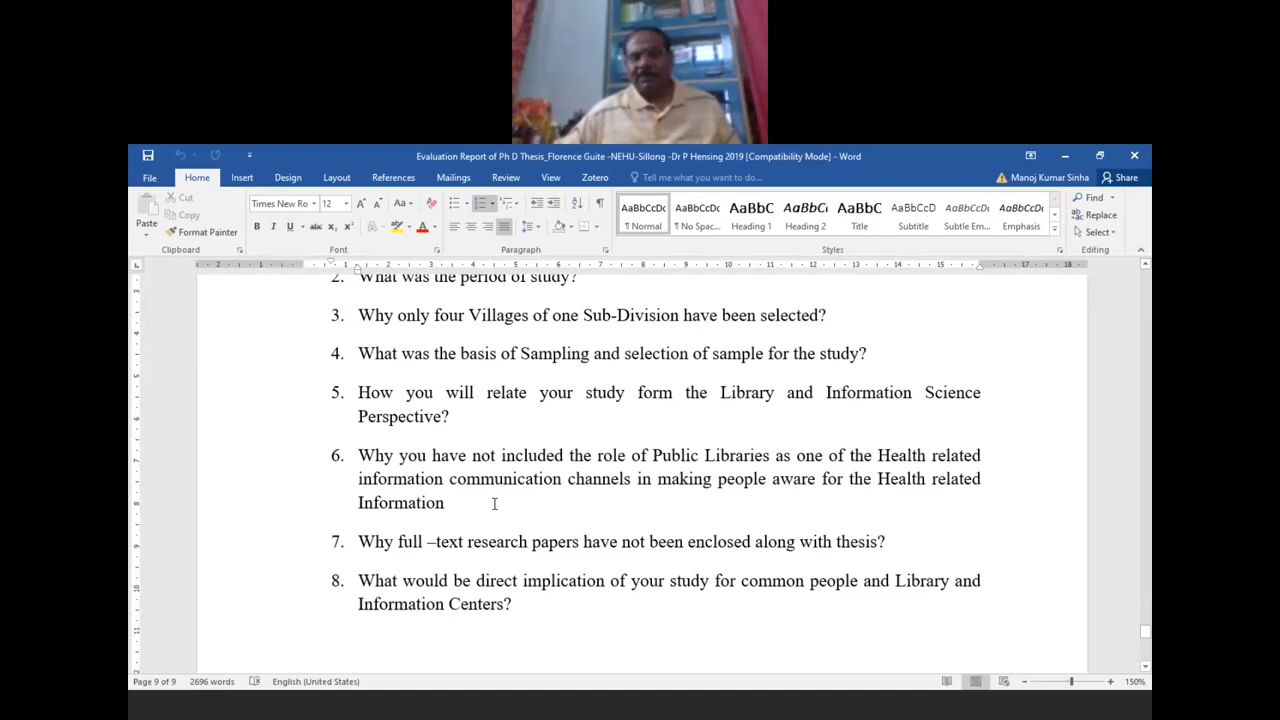 Evaluation Report of Ph D Thesis_Florence Guite -NEHU-Sillong -Dr P Hensing 2019 [Compatibility Mode] - Word
File Home Insert Design Layout References Mailings Review View Zotero Tell me what you want to do... Manoj Kumar Sinha Share
Paste
Cut
Copy
Format Painter
Clipboard
Times New Ro 12
Font
Paragraph
AaBbCcDc AaBbCcDc AaBbC AaBbCc AaBbC AaBbCcD AaBbCcDc AaBbCcDc
¶ Normal ¶ No Spac... Heading 1 Heading 2 Title Subtitle Subtle Em... Emphasis
Styles
Find
Replace
Select
Editing
2. What was the period of study?
3. Why only four Villages of one Sub-Division have been selected?
4. What was the basis of Sampling and selection of sample for the study?
5. How you will relate your study form the Library and Information Science
Perspective?
6. Why you have not included the role of Public Libraries as one of the Health related
information communication channels in making people aware for the Health related
Information
7. Why full –text research papers have not been enclosed along with thesis?
8. What would be direct implication of your study for common people and Library and
Information Centers?
Page 9 of 9 2696 words English (United States) 150%